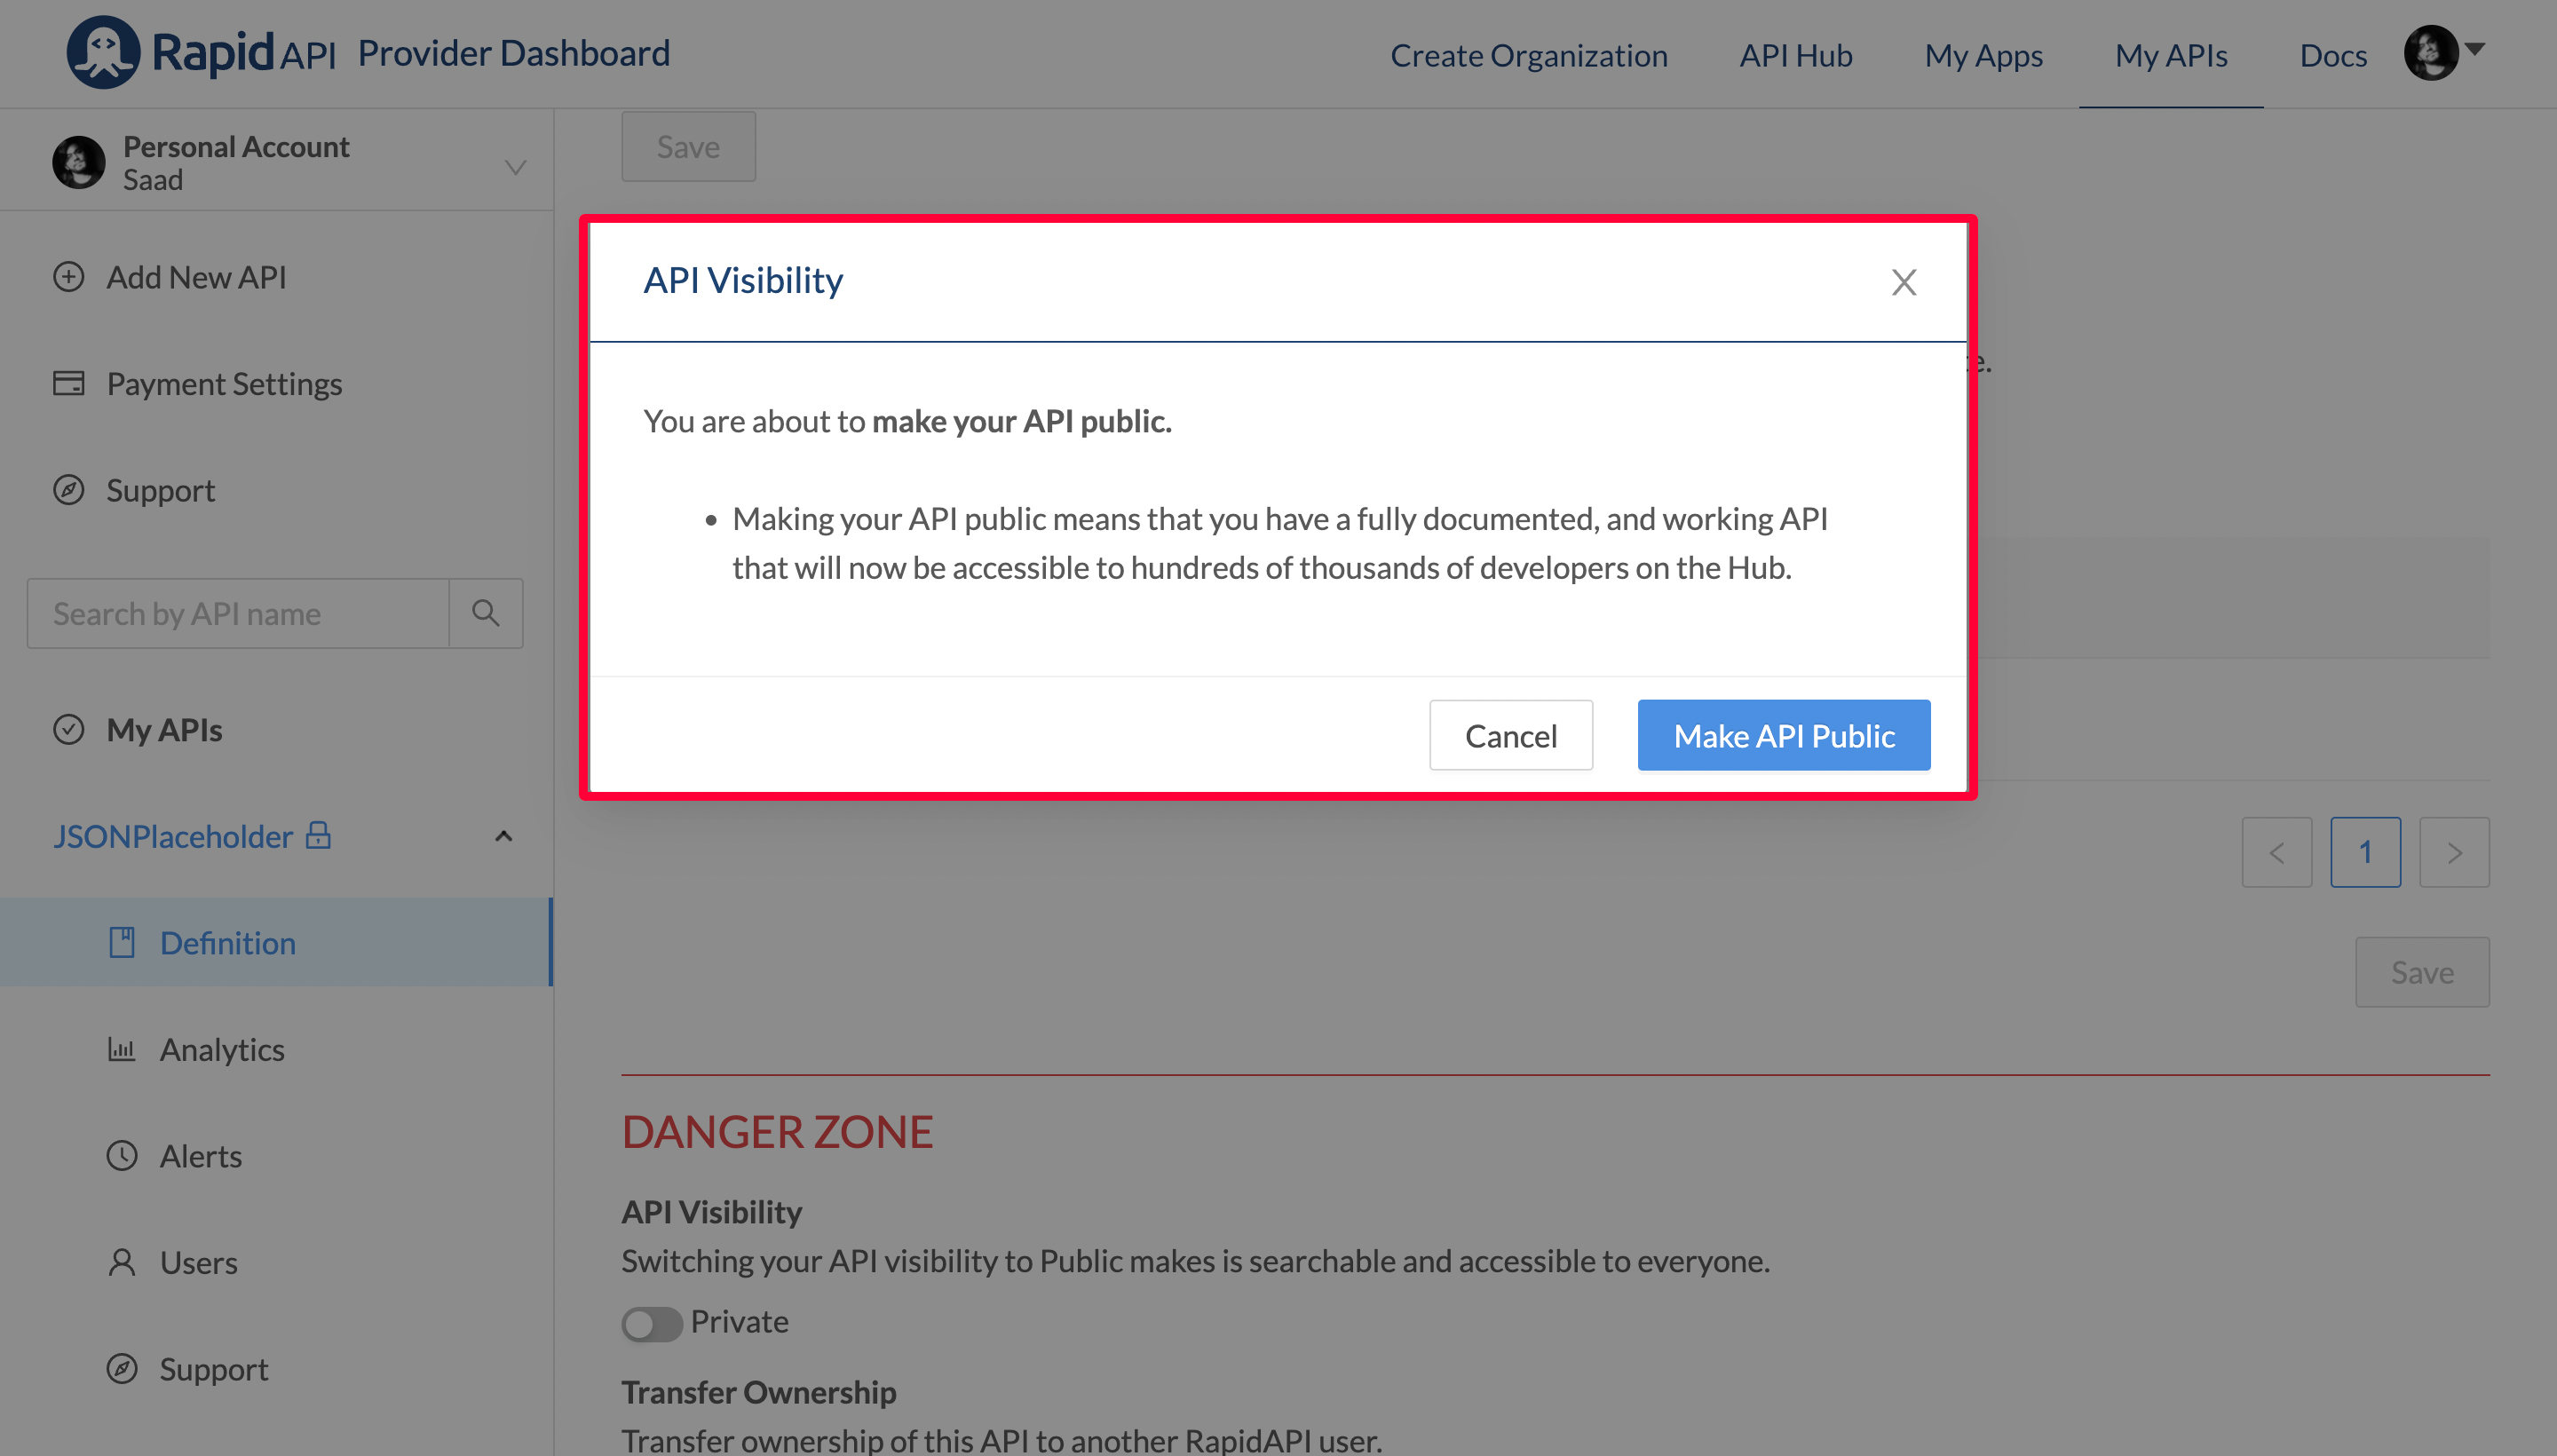 RapidAPI Provider Dashboard
Create Organization
API Hub
My Apps
My APIs
Docs
Personal Account
Saad
Add New API
Payment Settings
Support
Search by API name
My APIs
JSONPlaceholder
Definition
Analytics
Alerts
Users
Support
Save
API Visibility
You are about to make your API public.
• Making your API public means that you have a fully documented, and working API
that will now be accessible to hundreds of thousands of developers on the Hub.
Cancel
Make API Public
e.
< 1 >
Save
DANGER ZONE
API Visibility
Switching your API visibility to Public makes is searchable and accessible to everyone.
Private
Transfer Ownership
Transfer ownership of this API to another RapidAPI user.